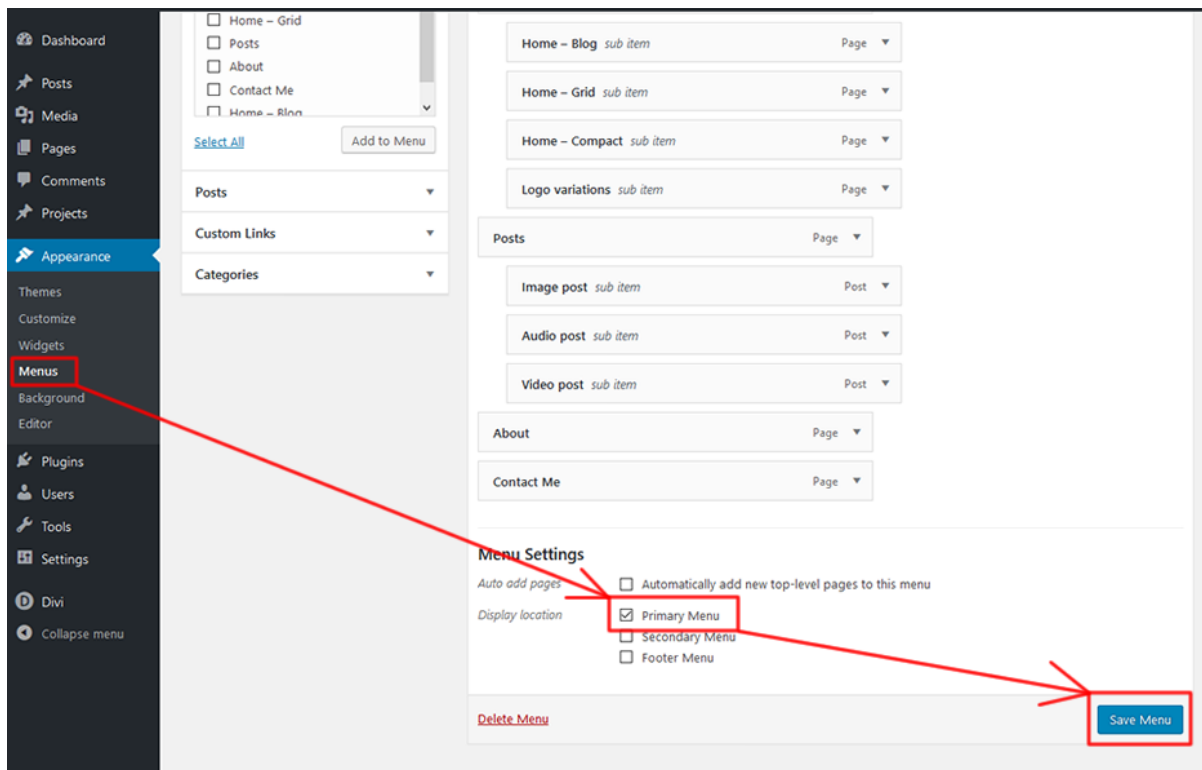 Dashboard
Posts
Media
Pages
Comments
Projects
Appearance
Themes
Customize
Widgets
Menus
Background
Editor
Plugins
Users
Tools
Settings
Divi
Collapse menu
Home – Grid
Posts
About
Contact Me
Home – Blog
Select All
Add to Menu
Posts
Custom Links
Categories
Home – Blog sub item Page
Home – Grid sub item Page
Home – Compact sub item Page
Logo variations sub item Page
Posts Page
Image post sub item Post
Audio post sub item Post
Video post sub item Post
About Page
Contact Me Page
Menu Settings
Auto add pages Automatically add new top-level pages to this menu
Display location Primary Menu
Secondary Menu
Footer Menu
Delete Menu Save Menu